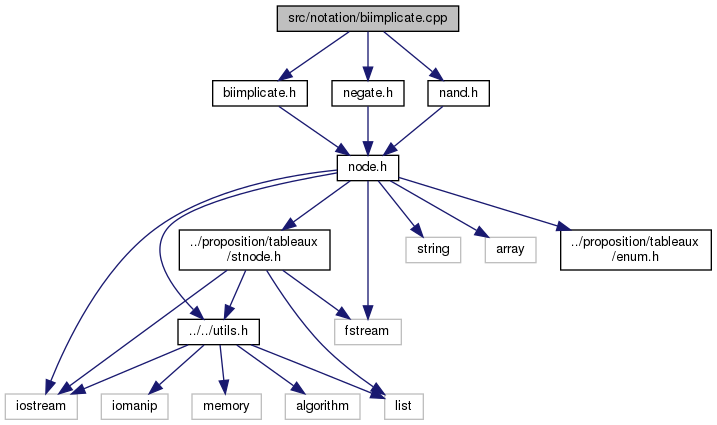 src/notation/biimplicate.cpp
biimplicate.h
negate.h
nand.h
node.h
../proposition/tableaux
/stnode.h
string
array
../proposition/tableaux
/enum.h
../../utils.h
fstream
iostream
iomanip
memory
algorithm
list